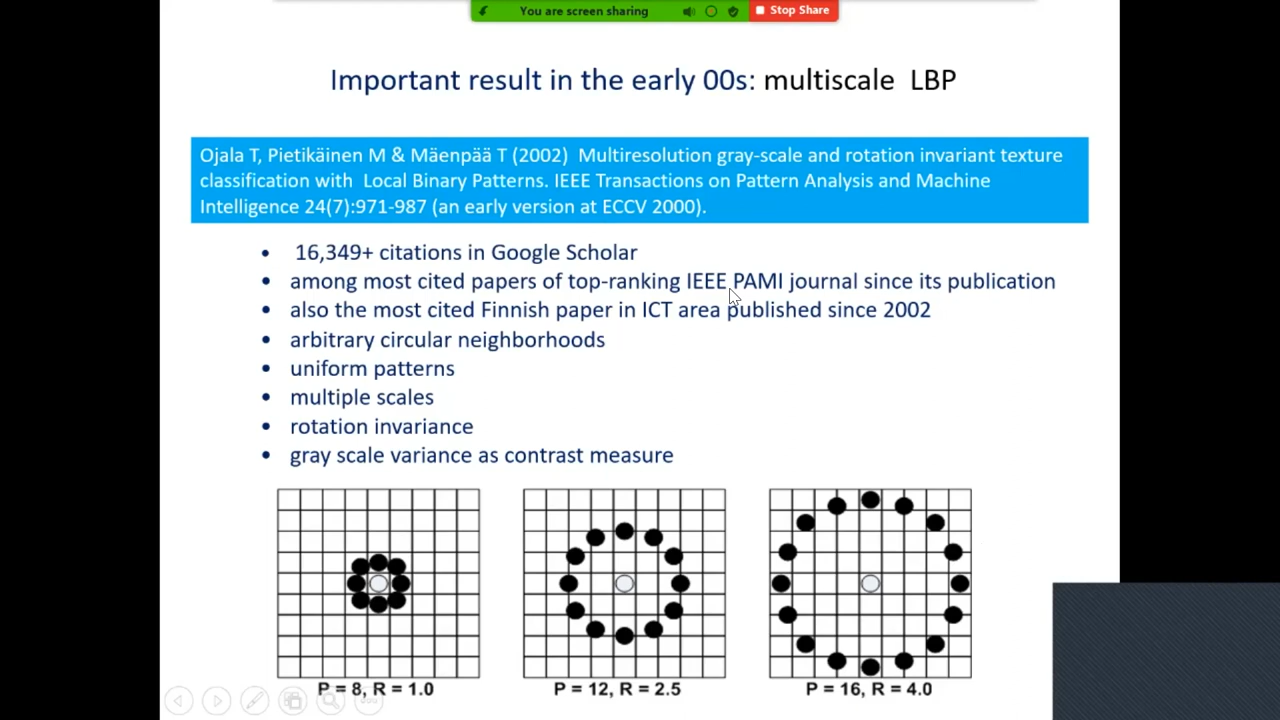 You are screen sharing
Stop Share
Important result in the early 00s: multiscale LBP
Ojala T, Pietikäinen M & Mäenpää T (2002) Multiresolution gray-scale and rotation invariant texture
classification with Local Binary Patterns. IEEE Transactions on Pattern Analysis and Machine
Intelligence 24(7):971-987 (an early version at ECCV 2000).
• 16,349+ citations in Google Scholar
• among most cited papers of top-ranking IEEE PAMI journal since its publication
• also the most cited Finnish paper in ICT area published since 2002
• arbitrary circular neighborhoods
• uniform patterns
• multiple scales
• rotation invariance
• gray scale variance as contrast measure
P = 8, R = 1.0
P = 12, R = 2.5
P = 16, R = 4.0